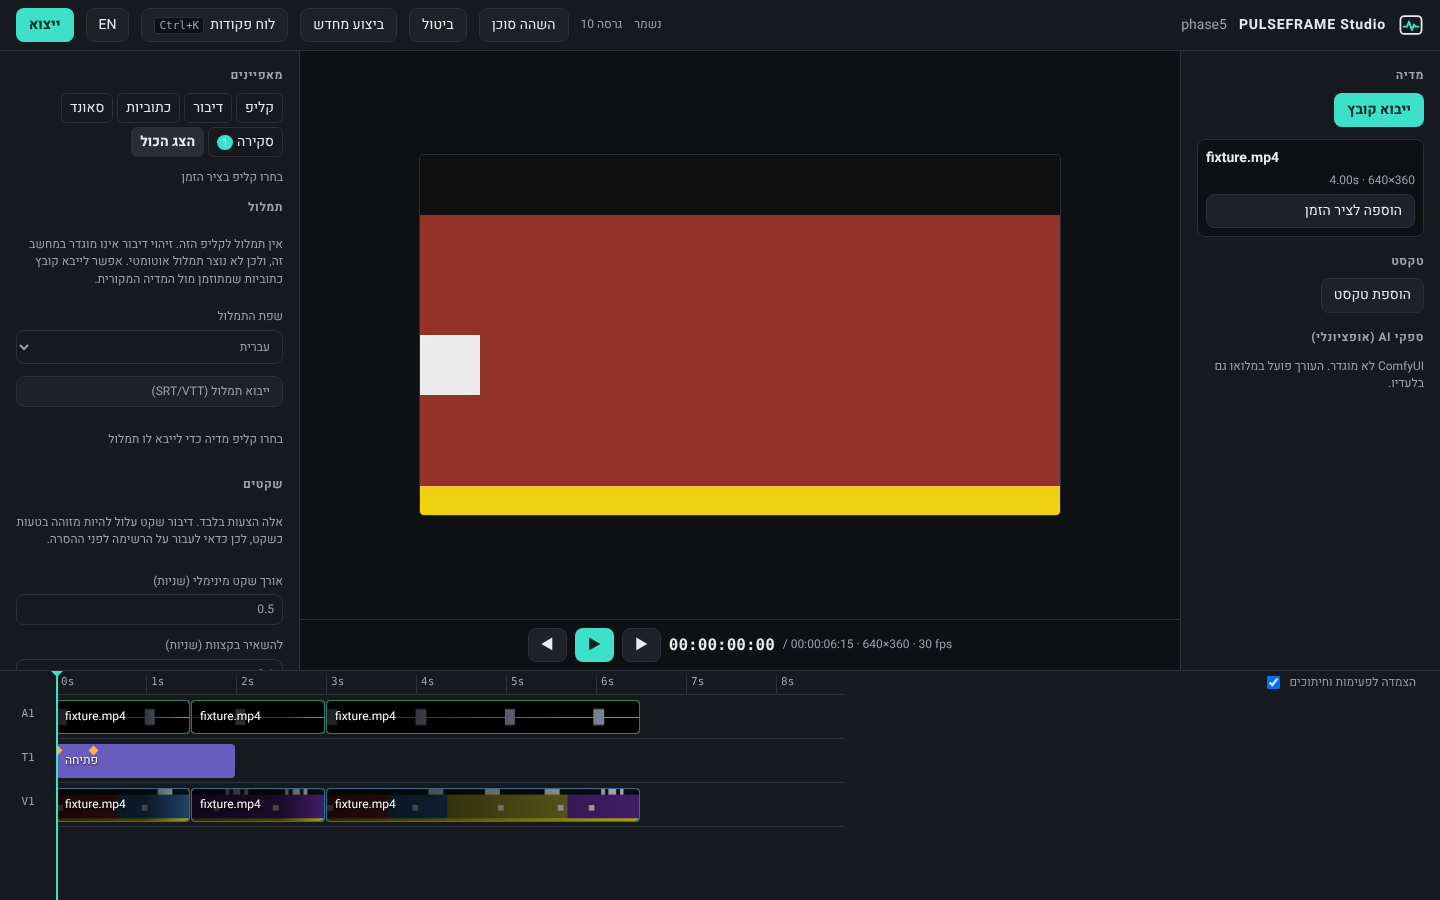 PULSEFRAME Studio phase5
נשמר גרסה 10 השהה סוכן ביטול ביצוע מחדש לוח פקודות Ctrl+K EN ייצוא
מדיה
ייבוא קובץ
fixture.mp4
4.00s · 640×360
הוספה לציר הזמן
טקסט
הוספת טקסט
ספקי AI (אופציונלי)
ComfyUI לא מוגדר. העורך פועל במלואו גם
בלעדיו.
00:00:00:00 / 00:00:06:15 · 640×360 · 30 fps
מאפיינים
קליפ דיבור כתוביות סאונד
סקירה 1 הצג הכול
בחרו קליפ בציר הזמן
תמלול
אין תמלול לקליפ הזה. זיהוי דיבור אינו מוגדר במחשב
זה, ולכן לא נוצר תמלול אוטומטי. אפשר לייבא קובץ
כתוביות שמתוזמן מול המדיה המקורית.
שפת התמלול
עברית
ייבוא תמלול (SRT/VTT)
בחרו קליפ מדיה כדי לייבא לו תמלול
שקטים
אלה הצעות בלבד. דיבור שקט עלול להיות מזוהה בטעות
כשקט, לכן כדאי לעבור על הרשימה לפני ההסרה.
אורך שקט מינימלי (שניות)
0.5
להשאיר בקצוות (שניות)
הצמדה לפעימות וחיתוכים
0s 1s 2s 3s 4s 5s 6s 7s 8s
A1 fixture.mp4 fixture.mp4 fixture.mp4
T1 פתיחה
V1 fixture.mp4 fixture.mp4 fixture.mp4